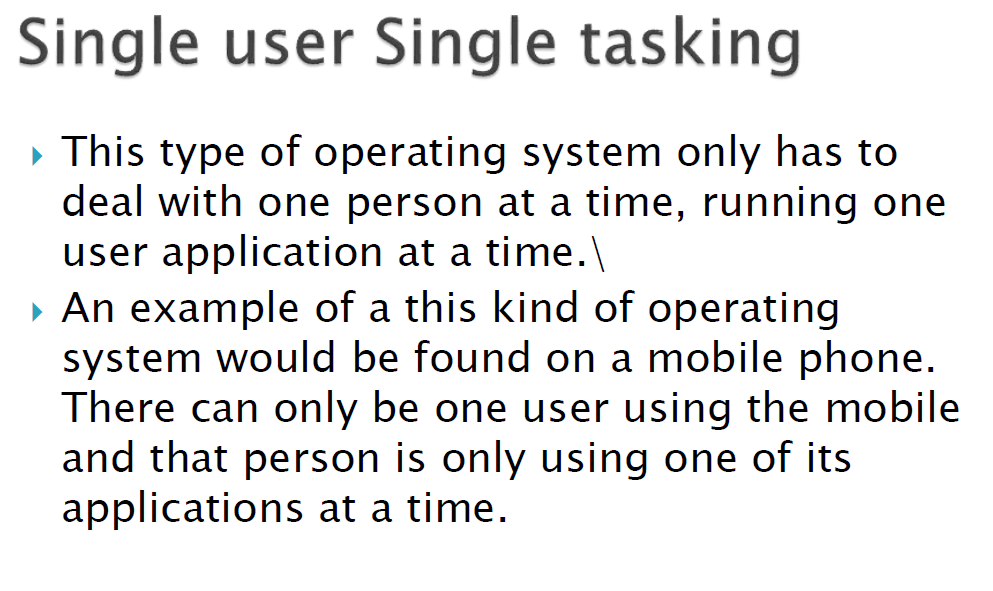 Single user Single tasking
This type of operating system only has to
deal with one person at a time, running one
user application at a time.\
An example of a this kind of operating
system would be found on a mobile phone.
There can only be one user using the mobile
and that person is only using one of its
applications at a time.